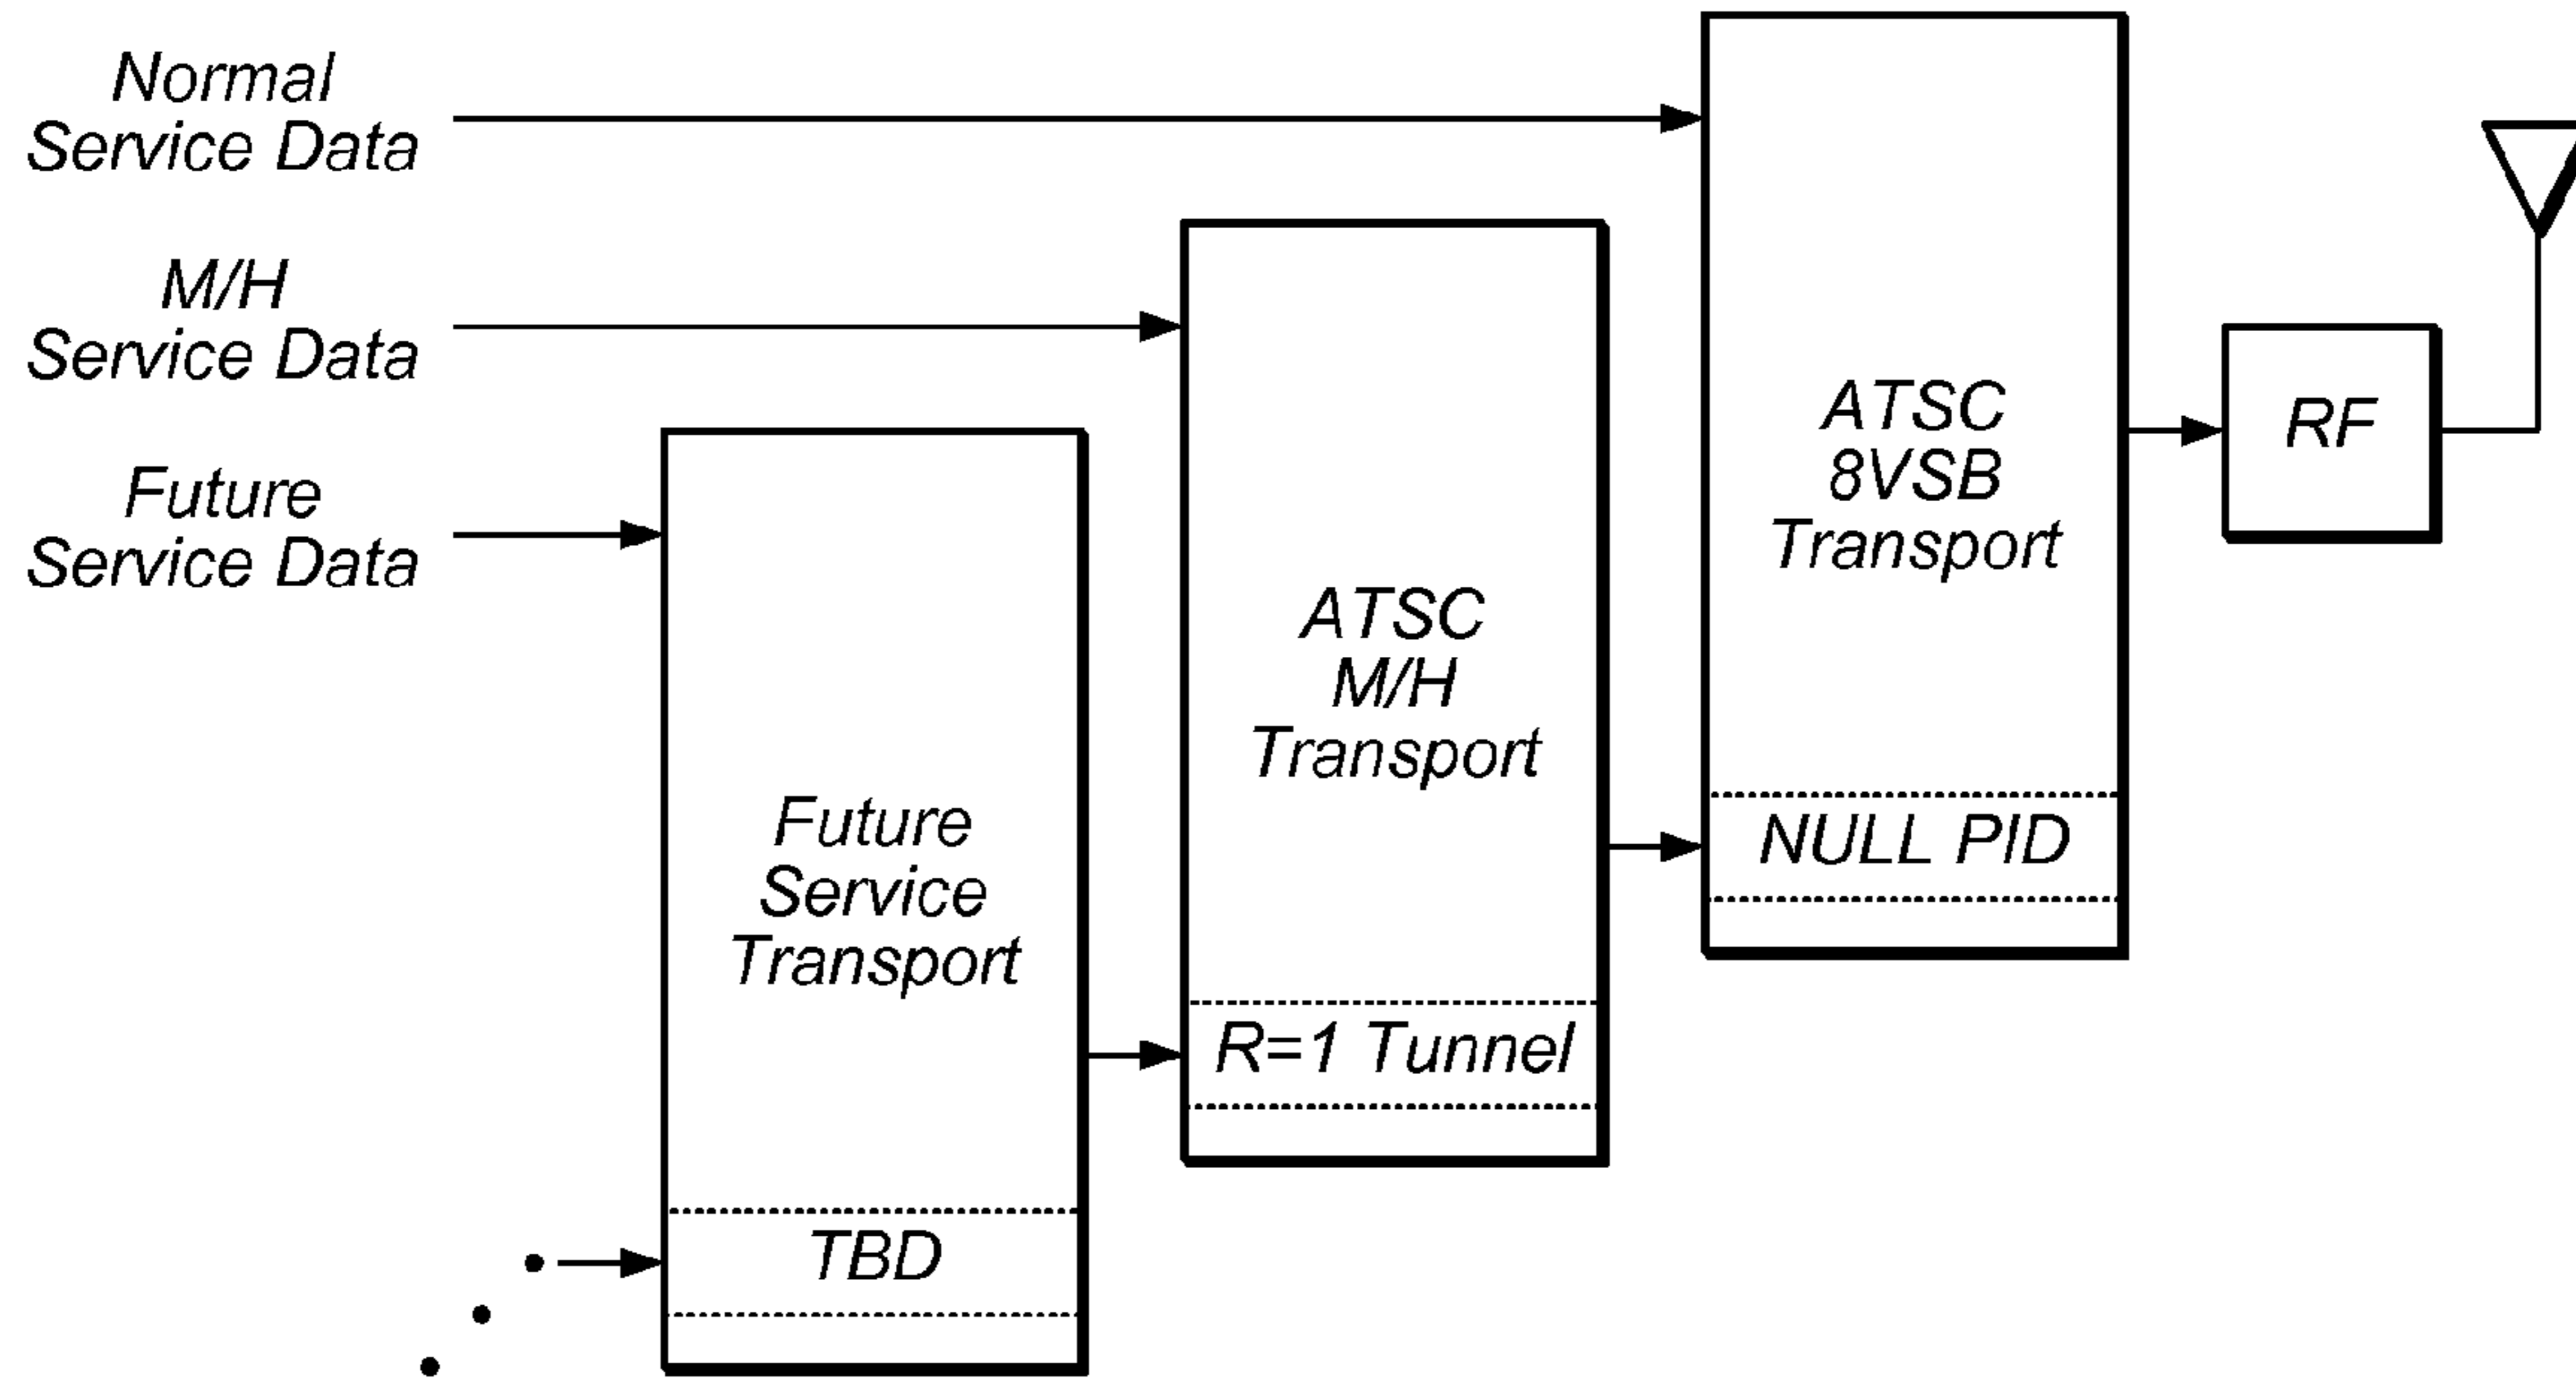 Normal
Service Data
M/H
Service Data
Future
Service Data
Future
Service
Transport
TBD
ATSC
M/H
Transport
R=1 Tunnel
ATSC
8VSB
Transport
NULL PID
RF